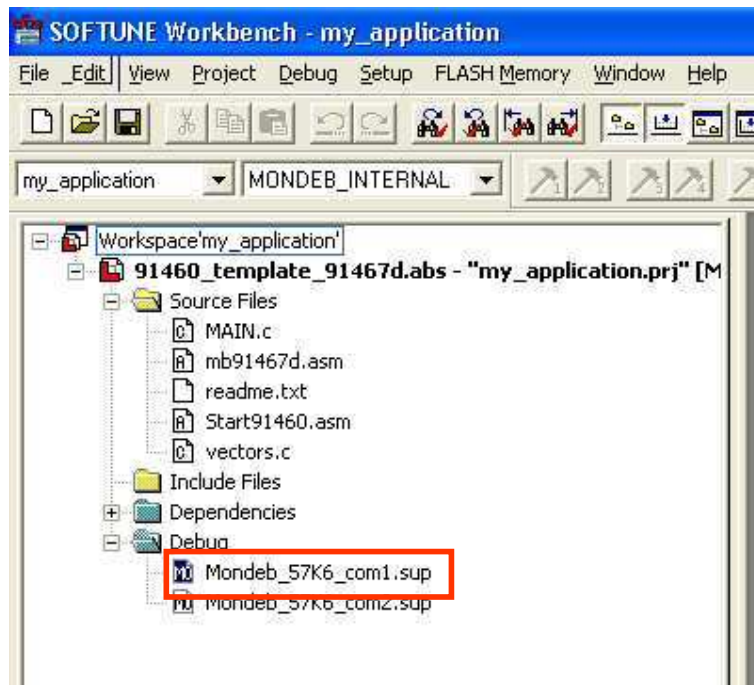 SOFTUNE Workbench - my_application
File Edit View Project Debug Setup FLASH Memory Window Help
my_application MONDEB_INTERNAL
Workspace'my_application'
91460_template_91467d.abs - "my_application.prj" [M
Source Files
MAIN.c
mb91467d.asm
readme.txt
Start91460.asm
vectors.c
Include Files
Dependencies
Debug
Mondeb_57K6_com1.sup
Mondeb_57K6_com2.sup